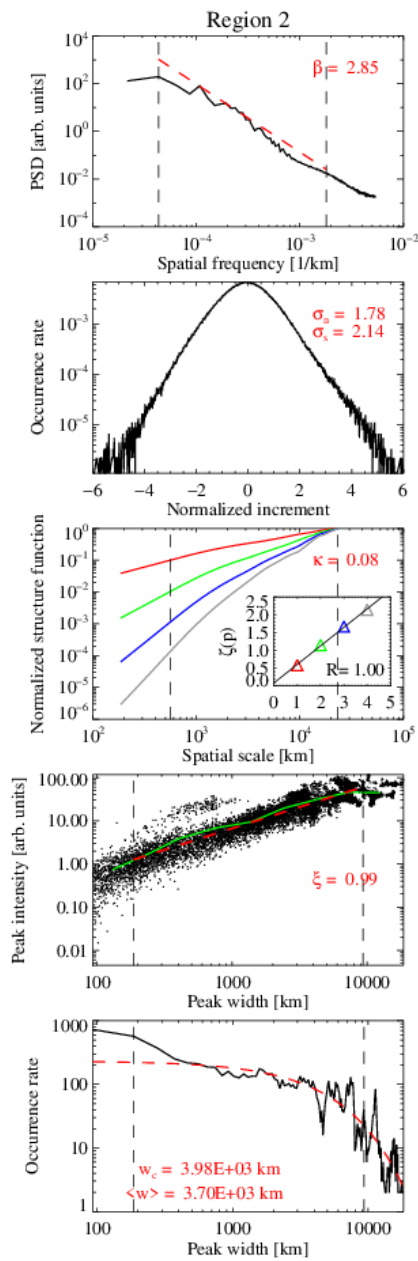 Region 2
PSD [arb. units]
10^4
10^2
10^0
10^-2
10^-4
β = 2.85
10^-5 10^-4 10^-3 10^-2
Spatial frequency [1/km]
Occurrence rate
10^-3
10^-4
10^-5
σ_a = 1.78
σ_s = 2.14
−6 −4 −2 0 2 4 6
Normalized increment
Normalized structure function
10^0
10^-1
10^-2
10^-3
10^-4
10^-5
10^-6
κ = 0.08
ζ(p)
2.5
2.0
1.5
1.0
0.5
0.0
R= 1.00
0 1 2 3 4 5
10^2 10^3 10^4 10^5
Spatial scale [km]
Peak intensity [arb. units]
100.00
10.00
1.00
0.10
0.01
ξ = 0.99
100 1000 10000
Peak width [km]
Occurrence rate
1000
100
10
1
w_c = 3.98E+03 km
<w> = 3.70E+03 km
100 1000 10000
Peak width [km]